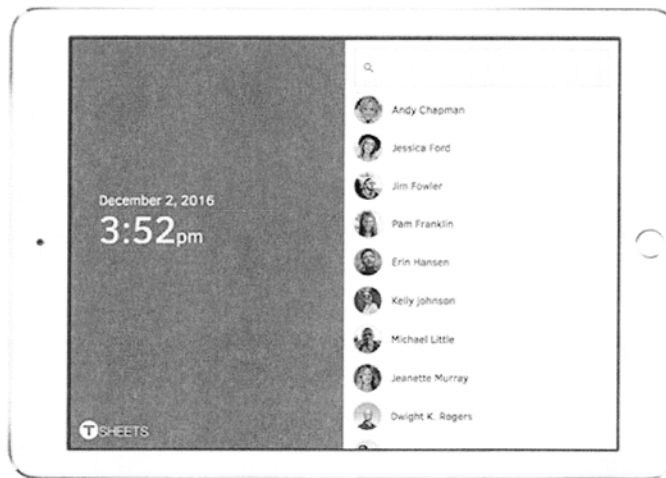 December 2, 2016
3:52pm
TSHEETS
Andy Chapman
Jessica Ford
Jim Fowler
Pam Franklin
Erin Hansen
Kelly johnson
Michael Little
Jeanette Murray
Dwight K. Rogers